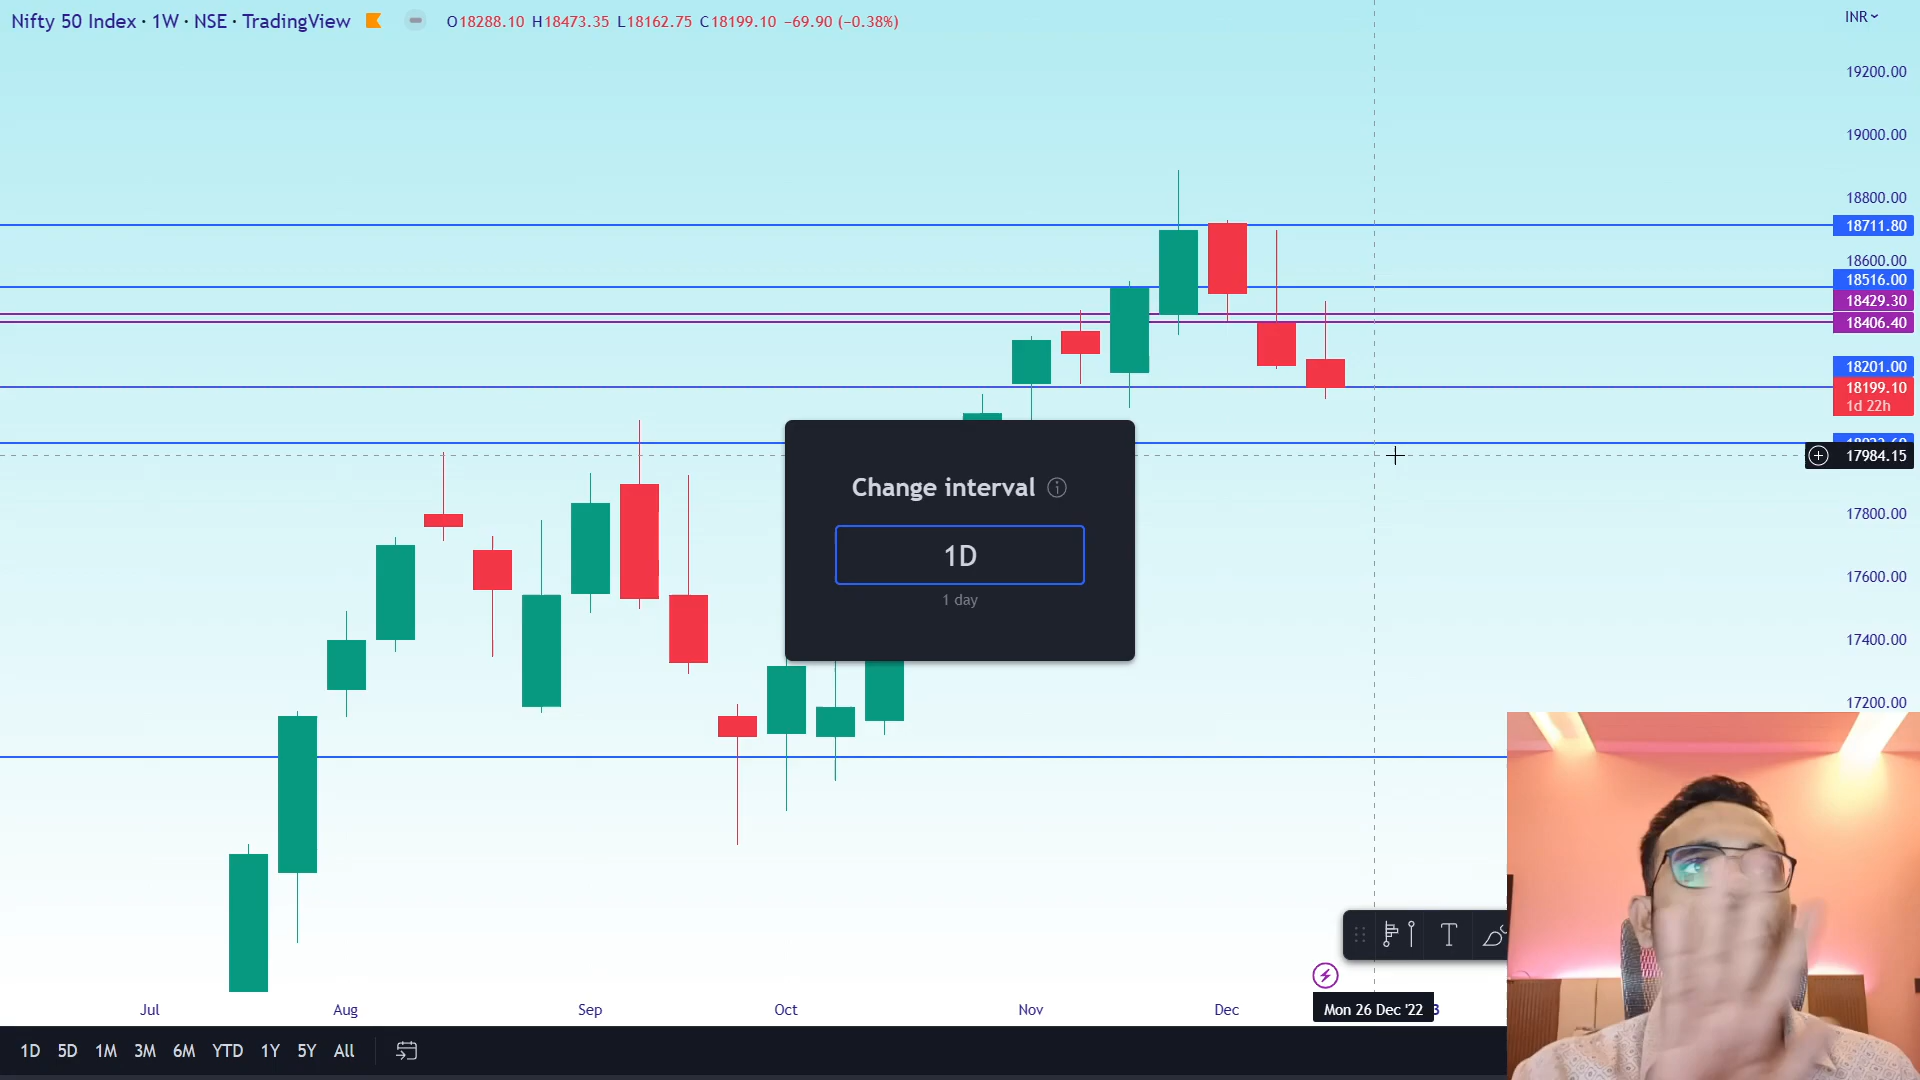 Nifty 50 Index · 1W · NSE · TradingView
O18288.10 H18473.35 L18162.75 C18199.10 −69.90 (−0.38%)
INR
19200.00
19000.00
18800.00
18711.80
18600.00
18516.00
18429.30
18406.40
18201.00
18199.10
1d 22h
17984.15
17800.00
17600.00
17400.00
17200.00
Change interval
1D
1 day
T
Jul
Aug
Sep
Oct
Nov
Dec
Mon 26 Dec '22
3
1D 5D 1M 3M 6M YTD 1Y 5Y All